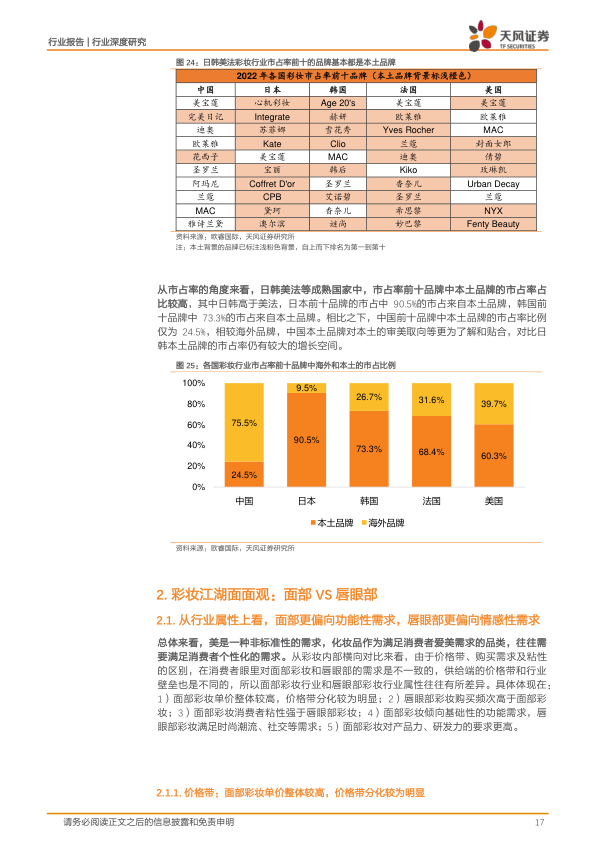 行业报告 | 行业深度研究
天风证券
TF SECURITIES
图 24：日韩美法彩妆行业市占率前十的品牌基本都是本土品牌
2022 年各国彩妆市占率前十品牌（本土品牌背景标浅橙色）
中国 日本 韩国 法国 美国
美宝莲 心机彩妆 Age 20's 美宝莲 美宝莲
完美日记 Integrate 赫妍 欧莱雅 欧莱雅
迪奥 苏菲娜 雪花秀 Yves Rocher MAC
欧莱雅 Kate Clio 兰蔻 封面女郎
花西子 美宝莲 MAC 迪奥 倩碧
圣罗兰 宝丽 韩后 Kiko 玫琳凯
阿玛尼 Coffret D'or 圣罗兰 香奈儿 Urban Decay
兰蔻 CPB 艾诺碧 圣罗兰 兰蔻
MAC 黛珂 香奈儿 希思黎 NYX
雅诗兰黛 澳尔滨 谜尚 妙巴黎 Fenty Beauty
资料来源：欧睿国际，天风证券研究所
注：本土背景的品牌已标注浅粉色背景，自上而下排名为第一到第十
从市占率的角度来看，日韩美法等成熟国家中，市占率前十品牌中本土品牌的市占率占
比较高，其中日韩高于美法，日本前十品牌的市占中 90.5%的市占来自本土品牌，韩国前
十品牌中 73.3%的市占来自本土品牌。相比之下，中国前十品牌中本土品牌的市占率比例
仅为 24.5%，相较海外品牌，中国本土品牌对本土的审美取向等更为了解和贴合，对比日
韩本土品牌的市占率仍有较大的增长空间。
图 25：各国彩妆行业市占率前十品牌中海外和本土的市占比例
100%
80%
60%
40%
20%
0%
75.5% 9.5% 26.7% 31.6% 39.7%
24.5% 90.5% 73.3% 68.4% 60.3%
中国 日本 韩国 法国 美国
本土品牌 海外品牌
资料来源：欧睿国际，天风证券研究所
2. 彩妆江湖面面观：面部 VS 唇眼部
2.1. 从行业属性上看，面部更偏向功能性需求，唇眼部更偏向情感性需求
总体来看，美是一种非标准性的需求，化妆品作为满足消费者爱美需求的品类，往往需
要满足消费者个性化的需求。从彩妆内部横向对比来看，由于价格带、购买需求及粘性
的区别，在消费者眼里对面部彩妆和唇眼部的需求是不一致的，供给端的价格带和行业
壁垒也是不同的，所以面部彩妆行业和唇眼部彩妆行业属性往往有所差异。具体体现在：
1）面部彩妆单价整体较高，价格带分化较为明显；2）唇眼部彩妆购买频次高于面部彩
妆；3）面部彩妆消费者粘性强于唇眼部彩妆；4）面部彩妆倾向基础性的功能需求，唇
眼部彩妆满足时尚潮流、社交等需求；5）面部彩妆对产品力、研发力的要求更高。
2.1.1. 价格带：面部彩妆单价整体较高，价格带分化较为明显
请务必阅读正文之后的信息披露和免责申明
17